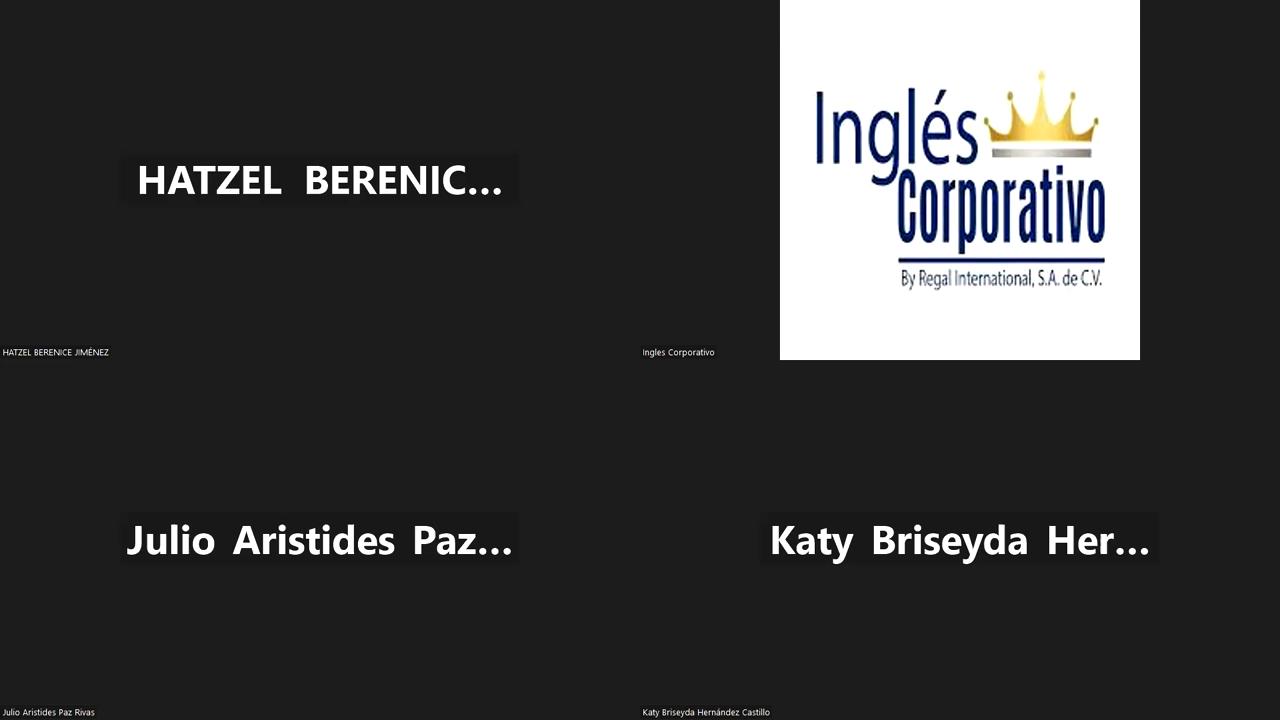 HATZEL BERENIC...
HATZEL BERENICE JIMÉNEZ
Inglés
Corporativo
By Regal International, S.A. de C.V.
Ingles Corporativo
Julio Aristides Paz...
Julio Aristides Paz Rivas
Katy Briseyda Her...
Katy Briseyda Hernández Castillo